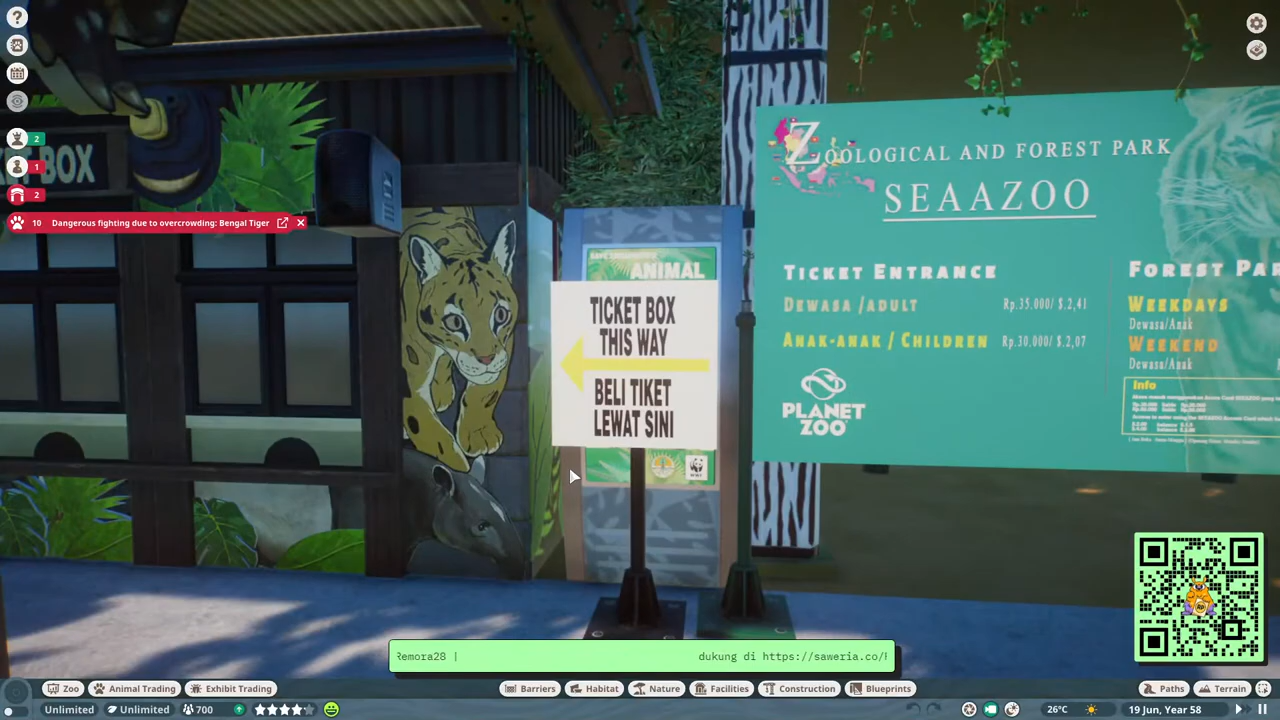 ?
2
1
2
10 Dangerous fighting due to overcrowding: Bengal Tiger
BOX
ANIMAL
TICKET BOX
THIS WAY
BELI TIKET
LEWAT SINI
WWF
ZOOLOGICAL AND FOREST PARK
SEAAZOO
TICKET ENTRANCE
DEWASA /ADULT Rp.35.000/ $.2,41
ANAK-ANAK / CHILDREN Rp.30.000/ $.2,07
PLANET
ZOO
WEEKDAYS
Dewasa/Anak
WEEKEND
Dewasa/Anak
Info
Remora28 | dukung di https://saweria.co/
Zoo Animal Trading Exhibit Trading Barriers Habitat Nature Facilities Construction Blueprints Paths Terrain
Unlimited Unlimited 700 26°C 19 Jun, Year 58